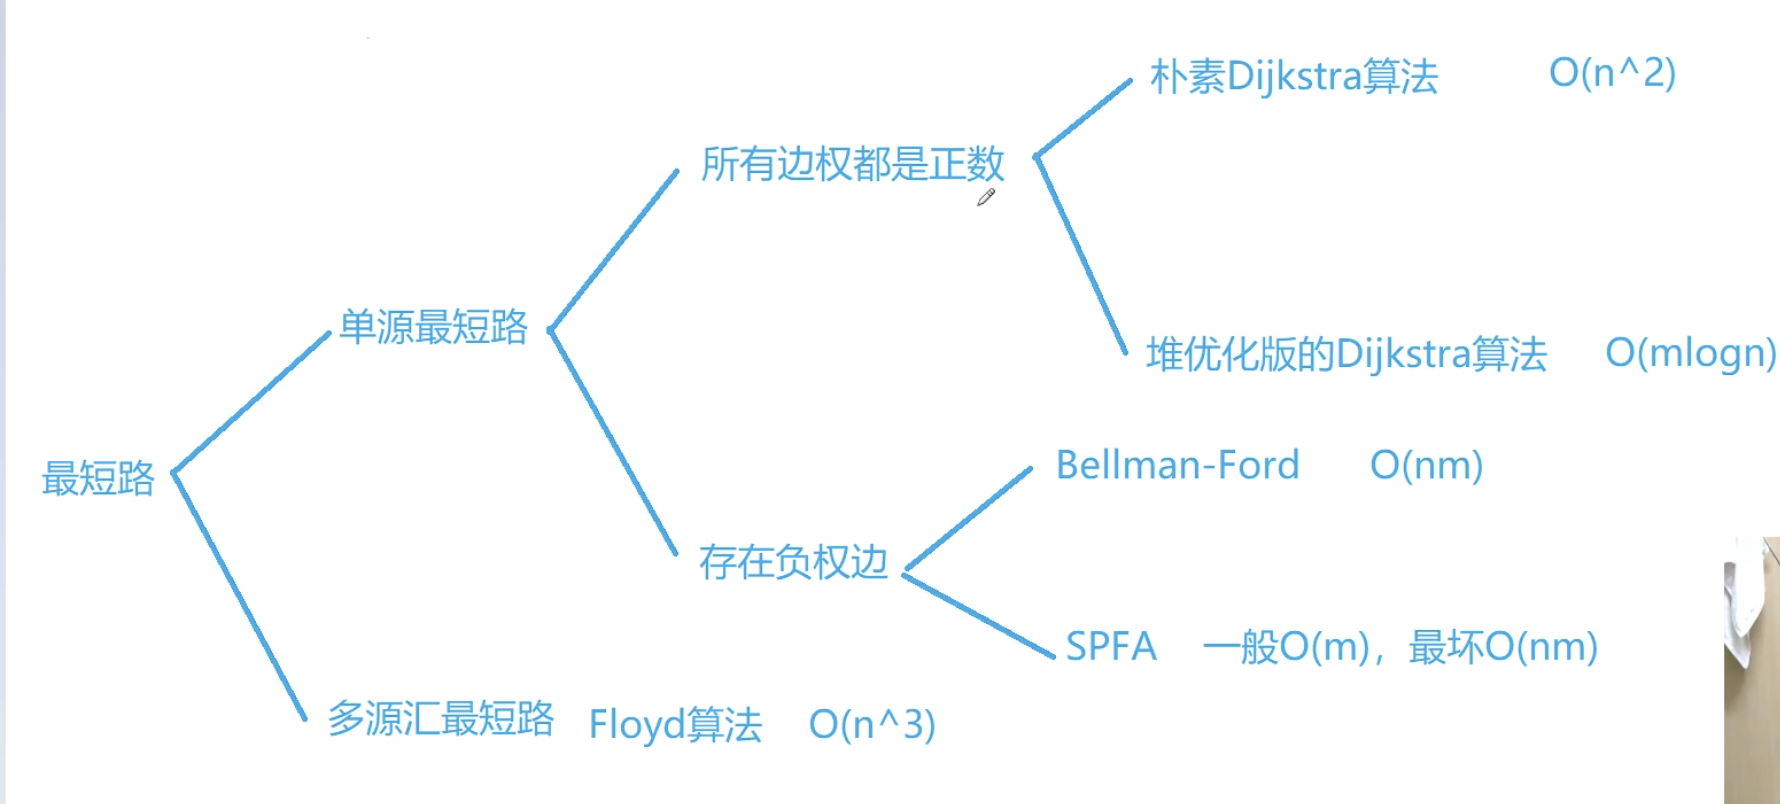 朴素Dijkstra算法 O(n^2)
所有边权都是正数
单源最短路
堆优化版的Dijkstra算法 O(mlogn)
最短路
Bellman-Ford O(nm)
存在负权边
SPFA 一般O(m)，最坏O(nm)
多源汇最短路 Floyd算法 O(n^3)